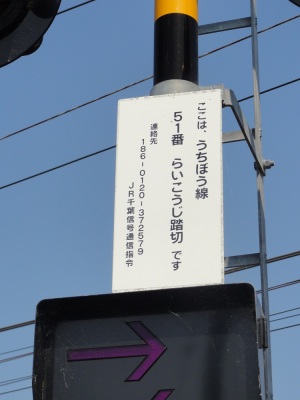 ここは、うちぼう線
51番 らいこうじ踏切 です
連絡先
186-0120-372579
JR千葉信号通信指令